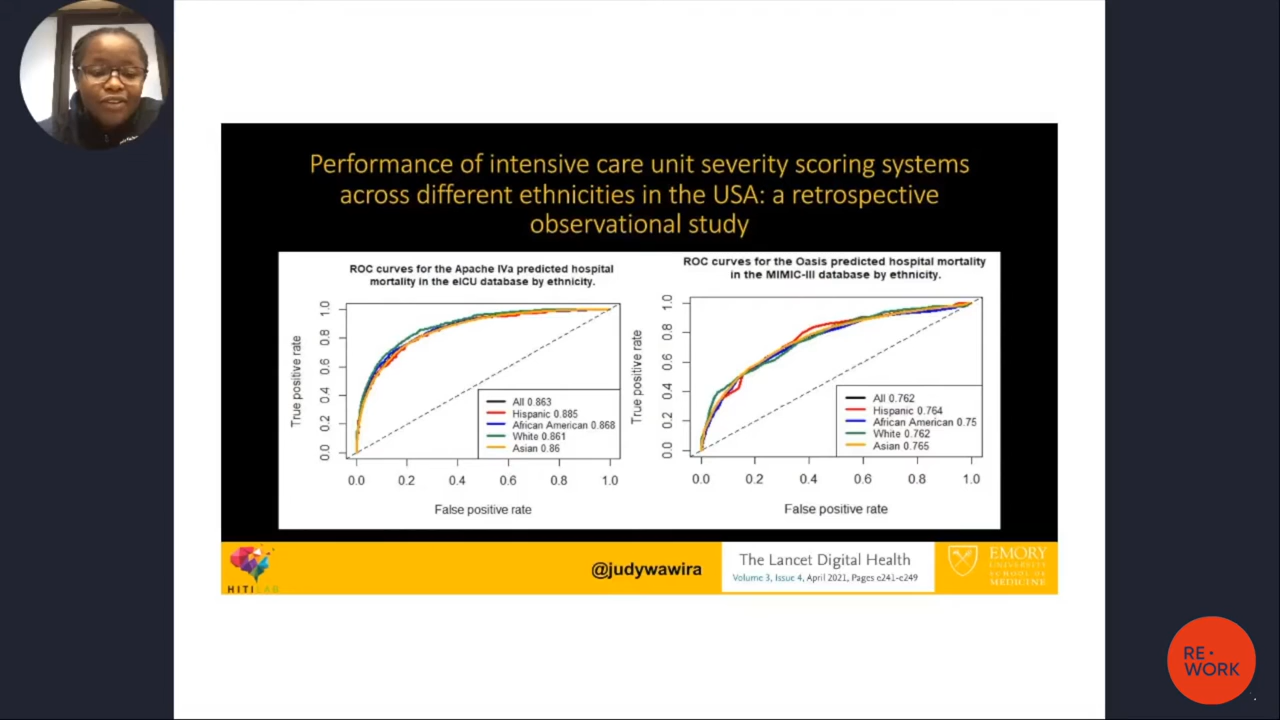 Performance of intensive care unit severity scoring systems
across different ethnicities in the USA: a retrospective
observational study
ROC curves for the Apache IVa predicted hospital
mortality in the eICU database by ethnicity.
True positive rate
0.0 0.2 0.4 0.6 0.8 1.0
All 0.863
Hispanic 0.885
African American 0.868
White 0.861
Asian 0.86
0.0 0.2 0.4 0.6 0.8 1.0
False positive rate
ROC curves for the Oasis predicted hospital mortality
in the MIMIC-III database by ethnicity.
True positive rate
0.0 0.2 0.4 0.6 0.8 1.0
All 0.762
Hispanic 0.764
African American 0.75
White 0.762
Asian 0.765
0.0 0.2 0.4 0.6 0.8 1.0
False positive rate
HITI LAB
@judywawira
The Lancet Digital Health
Volume 3, Issue 4, April 2021, Pages e241-e249
EMORY
UNIVERSITY
SCHOOL OF
MEDICINE
RE•
WORK